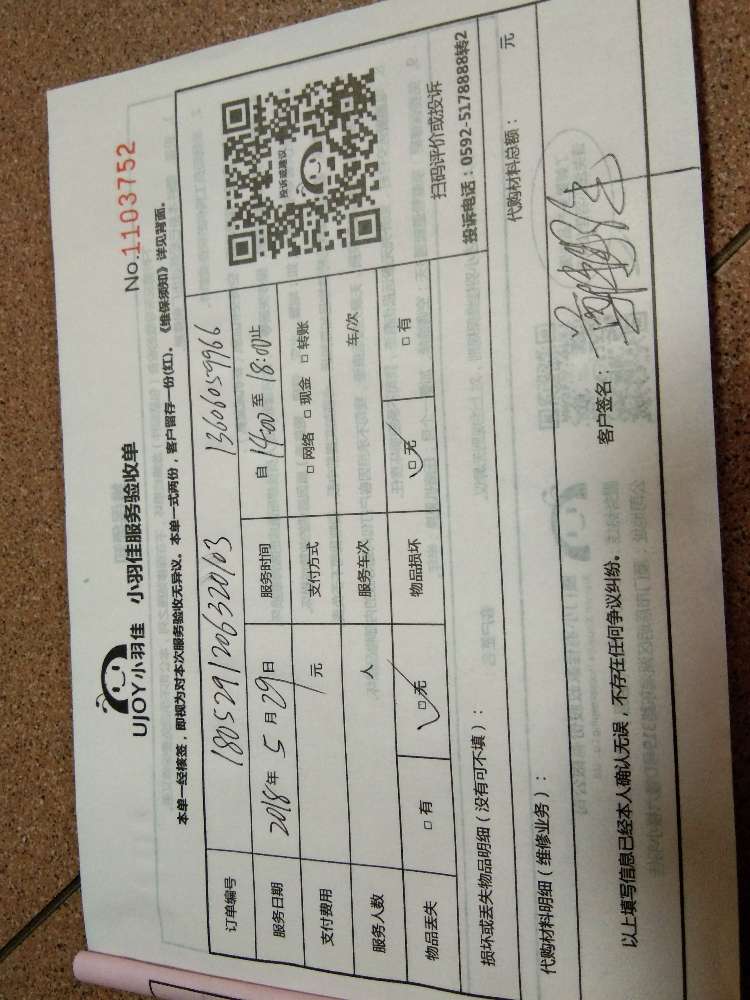 UJOY小羽佳 小羽佳服务验收单 No.1103752
本单一经核签，即视为对本次服务验收无异议。本单一式两份，客户留存一份(红)。《维保须知》详见背面。
订单编号 180529120632003 13606059966
服务日期 2018年5月29日 服务时间 自14:00至18:00止
支付费用 元 支付方式 □网络 □现金 □转账
服务人数 人 服务车次 车/次
物品丢失 □有 □无 物品损坏 □无 □有
投诉或建议
扫码评价或投诉
投诉电话：0592-5178888转2
损坏或丢失物品明细（没有可不填）：
代购材料明细（维修业务）： 代购材料总额： 元
以上填写信息已经本人确认无误，不存在任何争议纠纷。 客户签名：